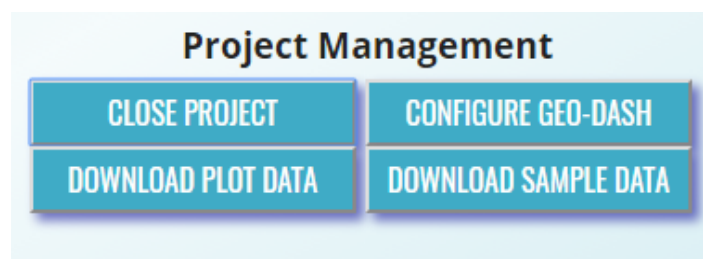 Project Management
CLOSE PROJECT
CONFIGURE GEO-DASH
DOWNLOAD PLOT DATA
DOWNLOAD SAMPLE DATA